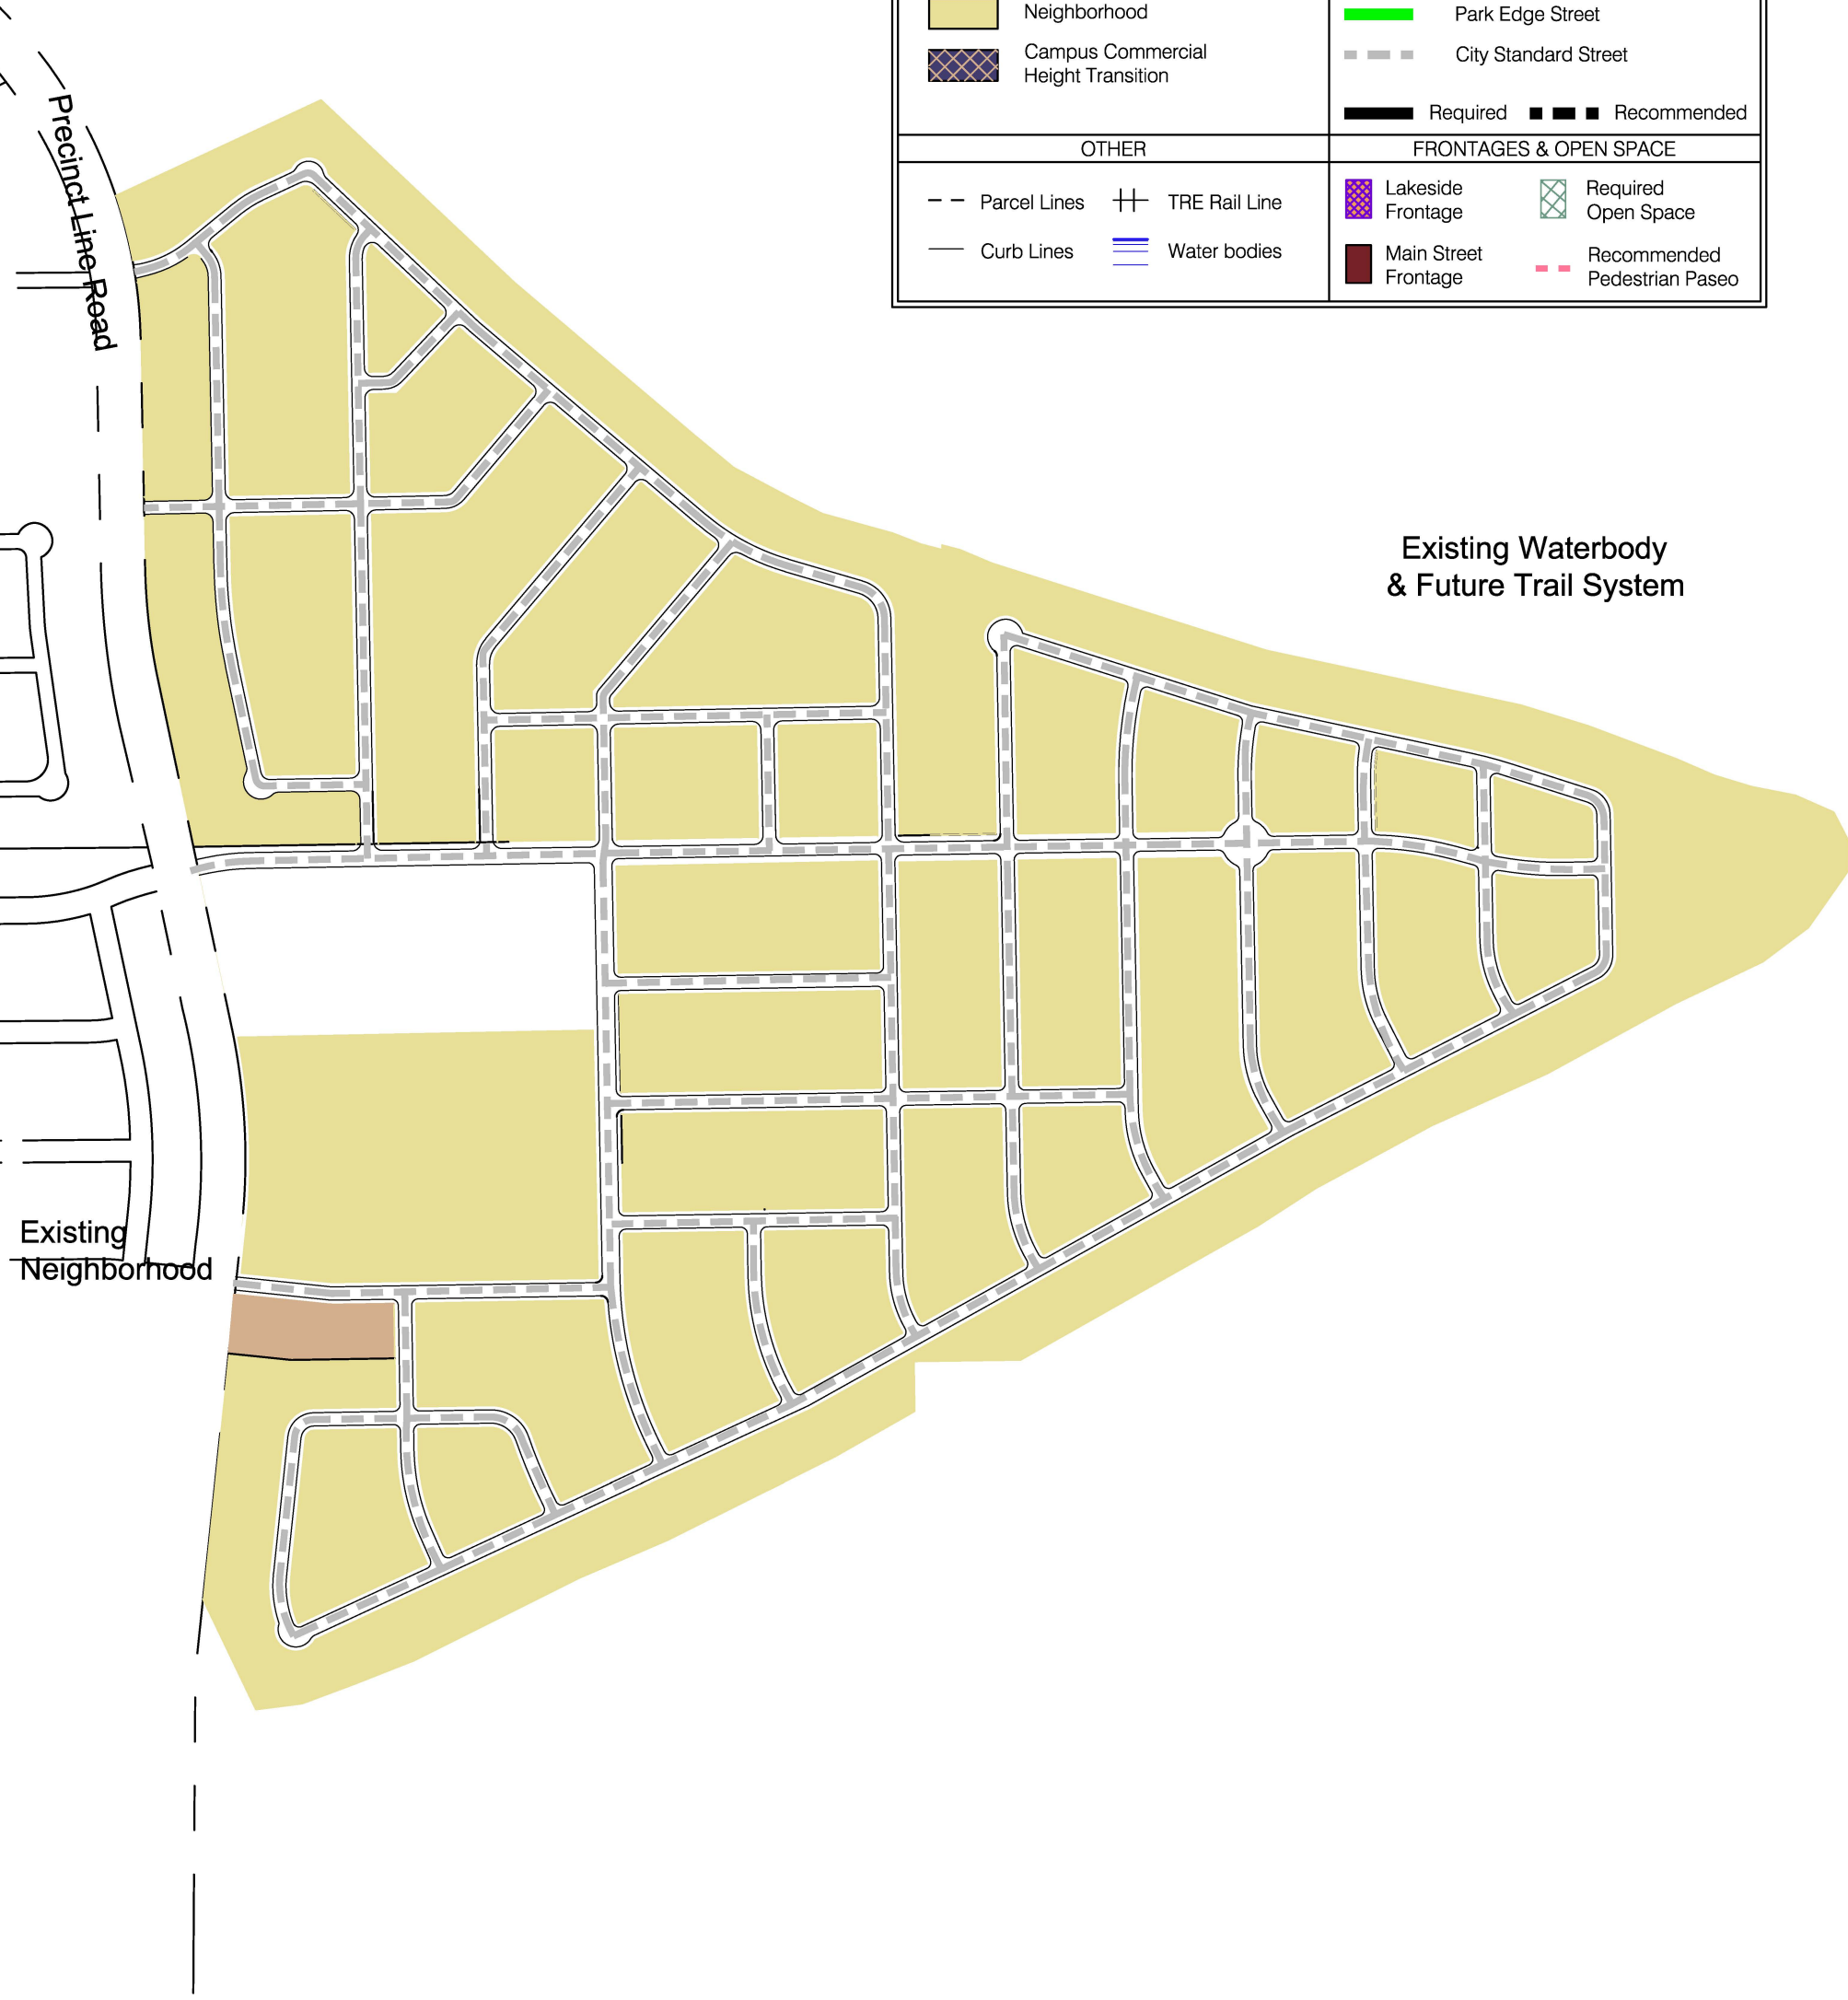 Neighborhood
Campus Commercial
Height Transition
Park Edge Street
City Standard Street
Required
Recommended
OTHER
FRONTAGES & OPEN SPACE
Parcel Lines
TRE Rail Line
Curb Lines
Water bodies
Lakeside
Frontage
Required
Open Space
Main Street
Frontage
Recommended
Pedestrian Paseo
Precinct Line Road
Existing Waterbody
& Future Trail System
Existing
Neighborhood